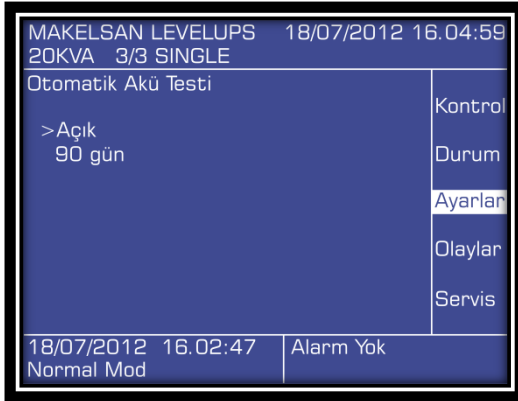 MAKELSAN LEVELUPS 18/07/2012 16.04:59
20KVA 3/3 SINGLE
Otomatik Akü Testi
>Açık
90 gün
Kontrol
Durum
Ayarlar
Olaylar
Servis
18/07/2012 16.02:47
Normal Mod
Alarm Yok